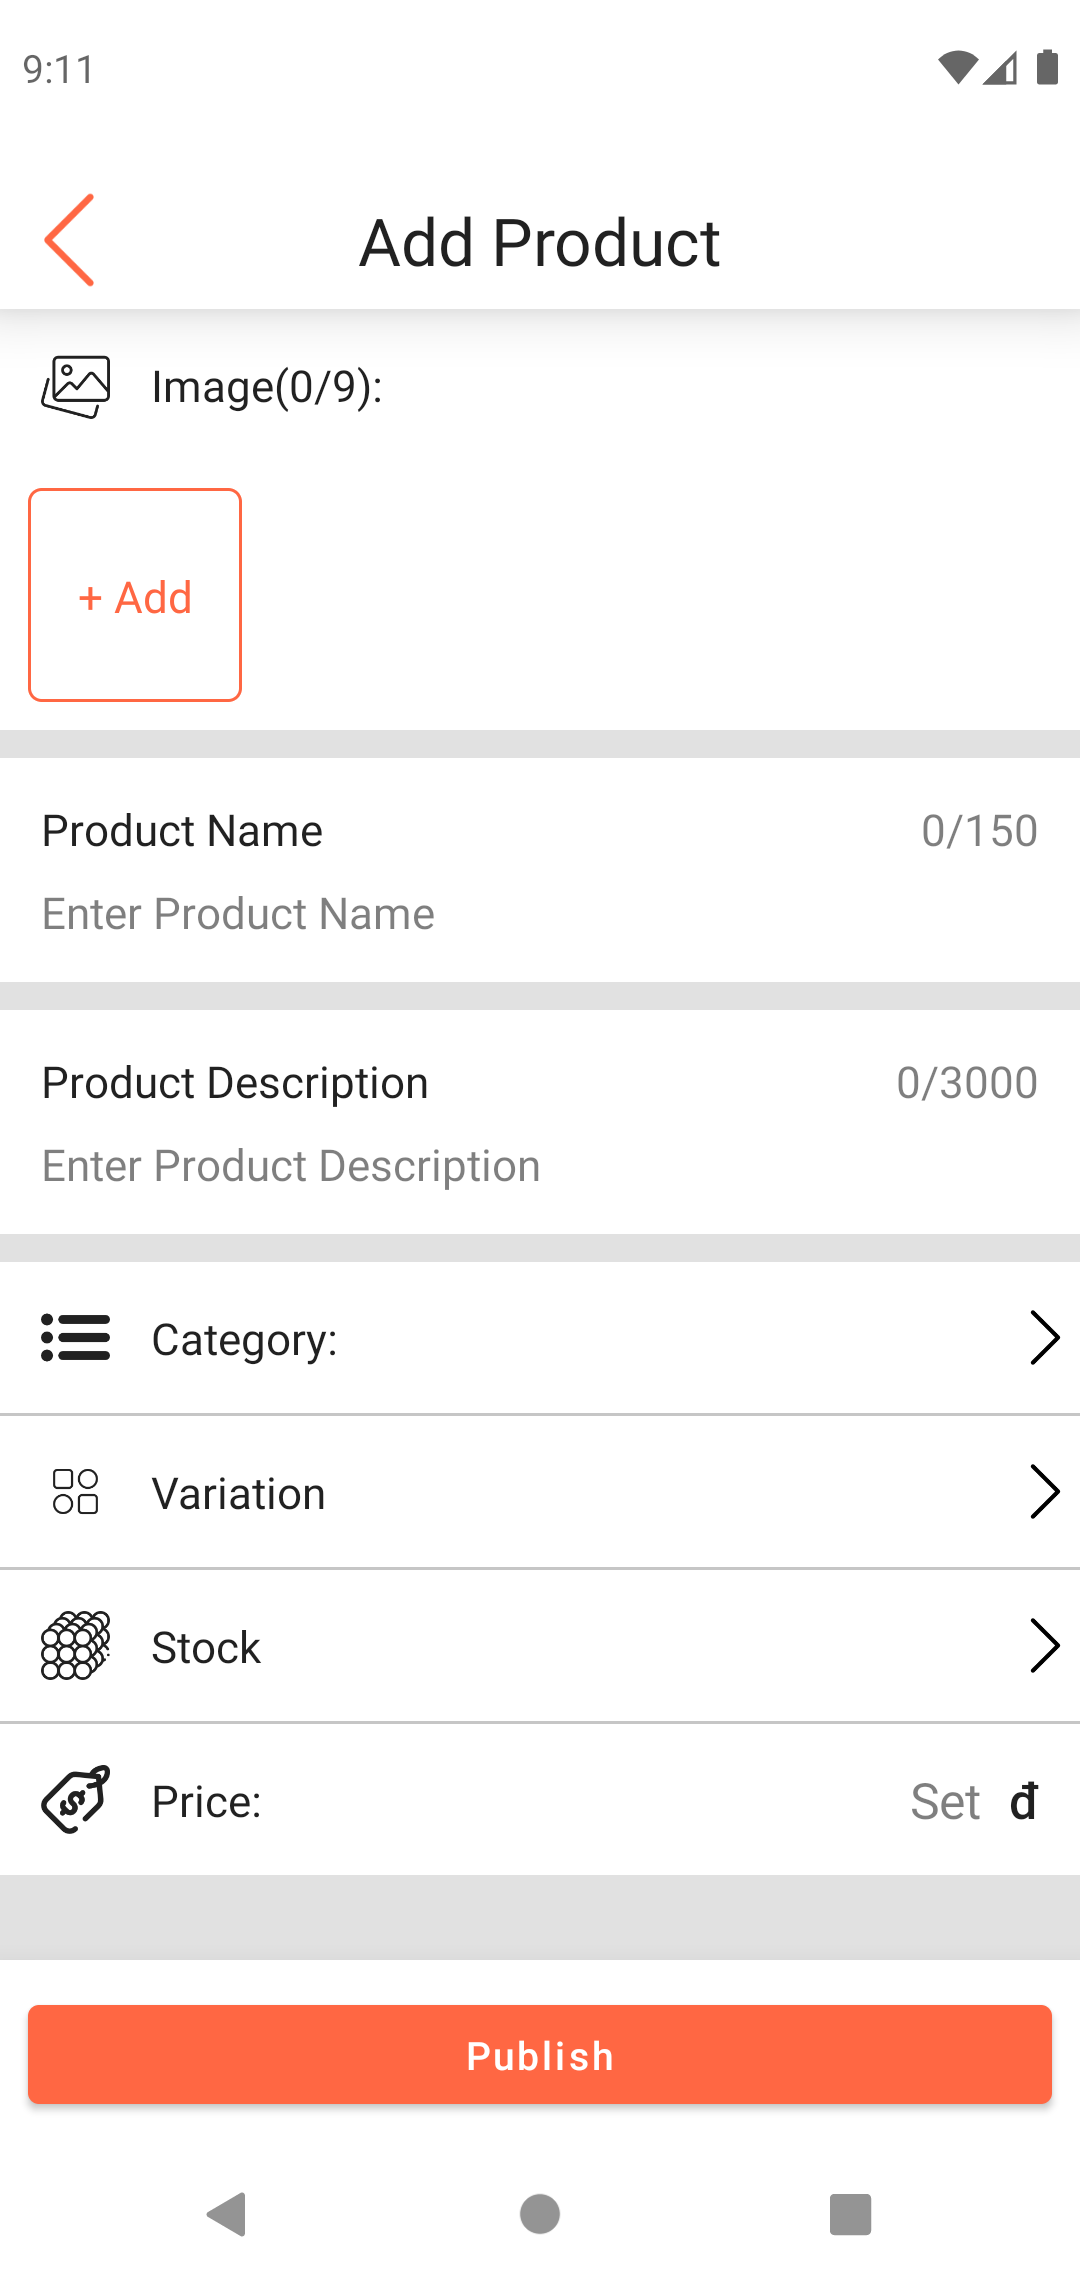 9:11
Add Product
Image(0/9):
+ Add
Product Name 0/150
Enter Product Name
Product Description 0/3000
Enter Product Description
Category:
Variation
Stock
Price: Set đ
Publish